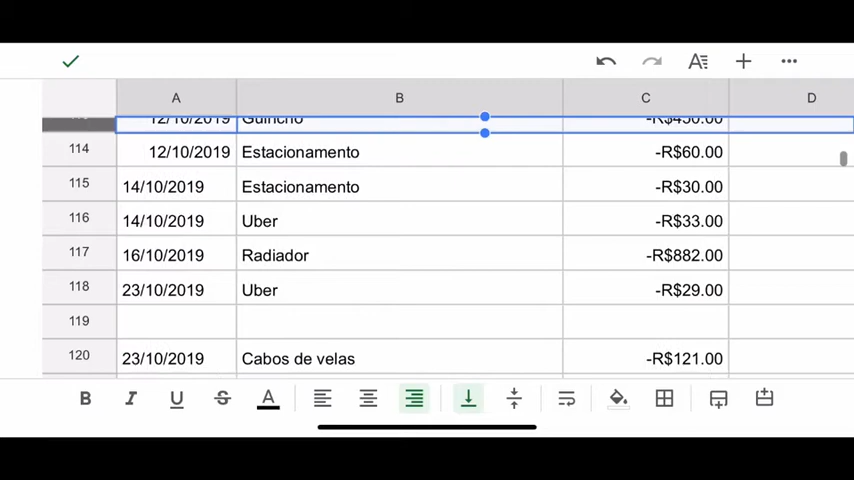 A B C D
12/10/2019 Guincho -R$450.00
114 12/10/2019 Estacionamento -R$60.00
115 14/10/2019 Estacionamento -R$30.00
116 14/10/2019 Uber -R$33.00
117 16/10/2019 Radiador -R$882.00
118 23/10/2019 Uber -R$29.00
119
120 23/10/2019 Cabos de velas -R$121.00
B I U S A